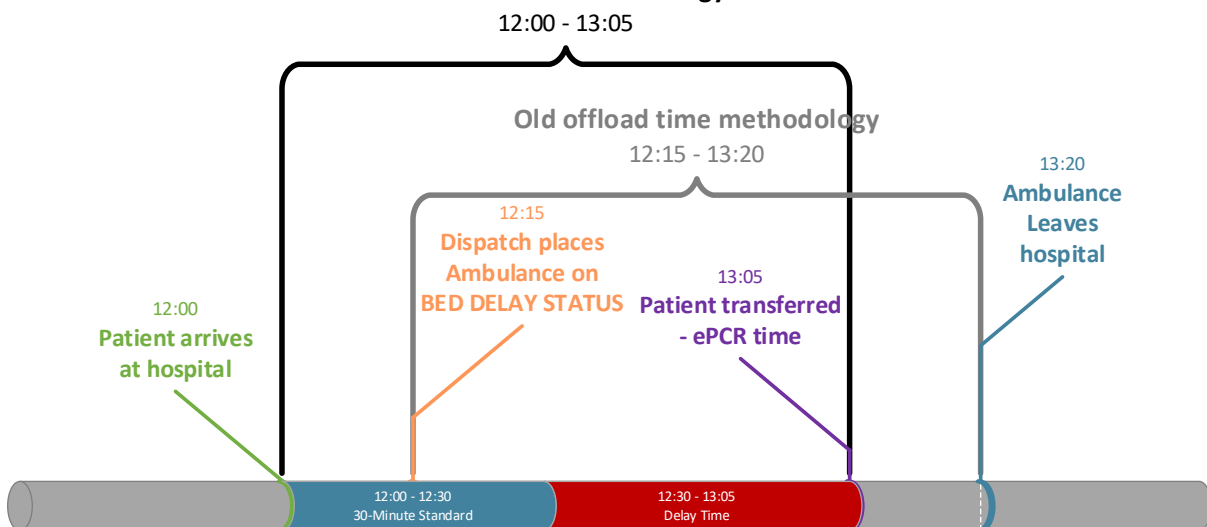 12:00 - 13:05
Old offload time methodology
12:15 - 13:20
13:20
Ambulance
Leaves
hospital
12:15
Dispatch places
Ambulance on
BED DELAY STATUS
13:05
Patient transferred
- ePCR time
12:00
Patient arrives
at hospital
12:00 - 12:30
30-Minute Standard
12:30 - 13:05
Delay Time